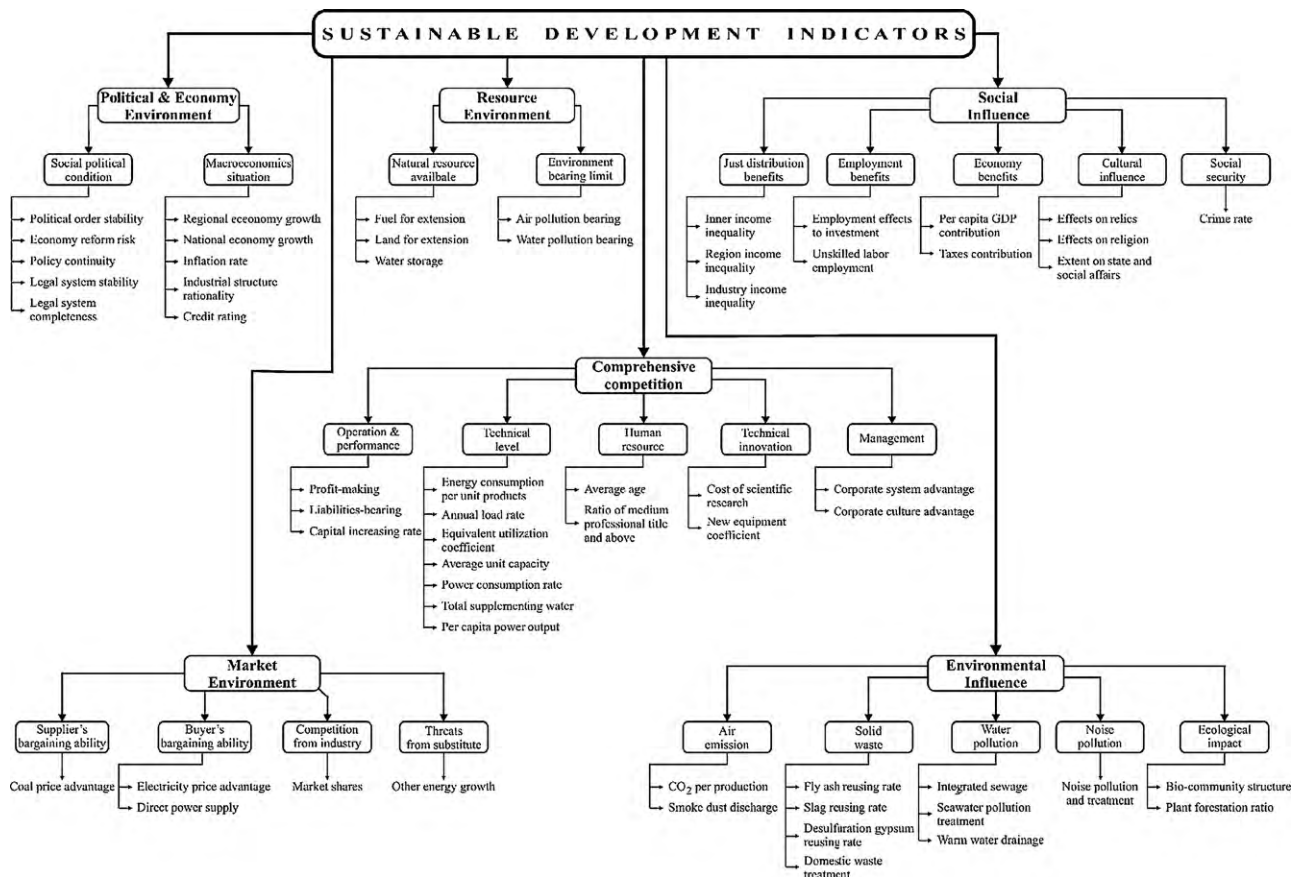 SUSTAINABLE DEVELOPMENT INDICATORS
Political & Economy
Environment
Social political
condition
Political order stability
Economy reform risk
Policy continuity
Legal system stability
Legal system
completeness
Macroeconomics
situation
Regional eceonomy growth
National economy growth
Inflation rate
Industrial structure
rationality
Credit rating
Resource
Environment
Natural resource
availbale
Fuel for extension
Land for extension
Water storage
Environment
bearing limit
Air pollution bearing
Water pollution bearing
Social
Influence
Just distribution
benefits
Inner income
inequality
Region income
inequality
Industry income
inequality
Employment
benefits
Employment effects
to investment
Unskilled labor
employment
Economy
benefits
Per capita GDP
contribution
Taxes contribution
Cultural
influence
Effects on relics
Effects on religion
Extent on state and
social affairs
Social
security
Crime rate
Comprehensive
competition
Operation &
performance
Profit-making
Liabilities-bearing
Capital increasing rate
Technical
level
Energy consumption
per unit products
Annual load rate
Equivalent utilization
coefficient
Average unit capacity
Power consumption rate
Total supplementing water
Per capita power output
Human
resource
Average age
Ratio of medium
professional title
and above
Technical
innovation
Cost of scientific
research
New equipment
coefficient
Management
Corporate system advantage
Corporate culture advantage
Market
Environment
Supplier's
bargaining ability
Coal price advantage
Buyer's
bargaining ability
Electricity price advantage
Direct power supply
Competition
from industry
Market shares
Threats
from substitute
Other energy growth
Environmental
Influence
Air
emission
CO2 per production
Smoke dust discharge
Solid
waste
Fly ash reusing rate
Slag reusing rate
Desulfuration gypsum
reusing rate
Domestic waste
treatment
Water
pollution
Integrated sewage
Seawater pollution
treatment
Warm water drainage
Noise
pollution
Noise pollution
and treatment
Ecological
impact
Bio-community structure
Plant forestation ratio